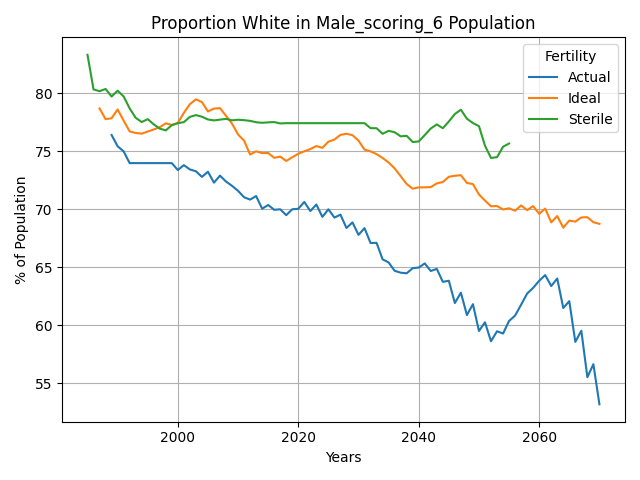 Proportion White in Male_scoring_6 Population
Fertility
Actual
Ideal
Sterile
% of Population
80
75
70
65
60
55
2000
2020
2040
2060
Years